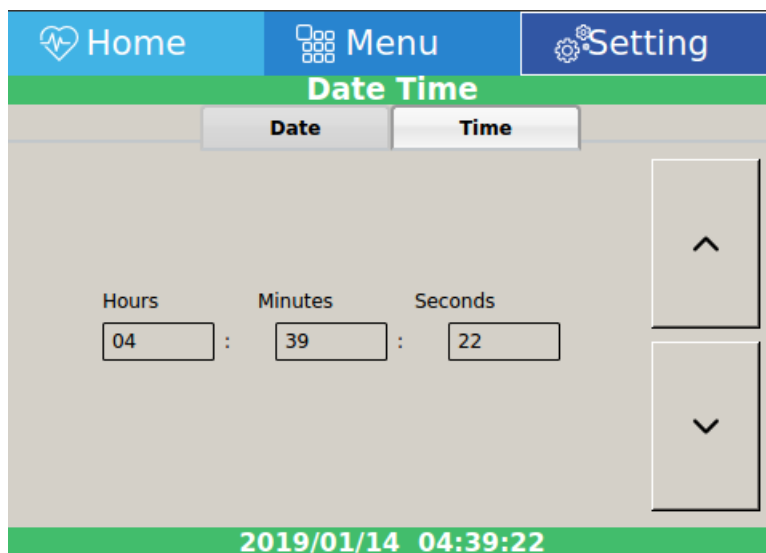 Home Menu Setting
Date Time
Date Time
Hours Minutes Seconds
04 : 39 : 22
2019/01/14 04:39:22